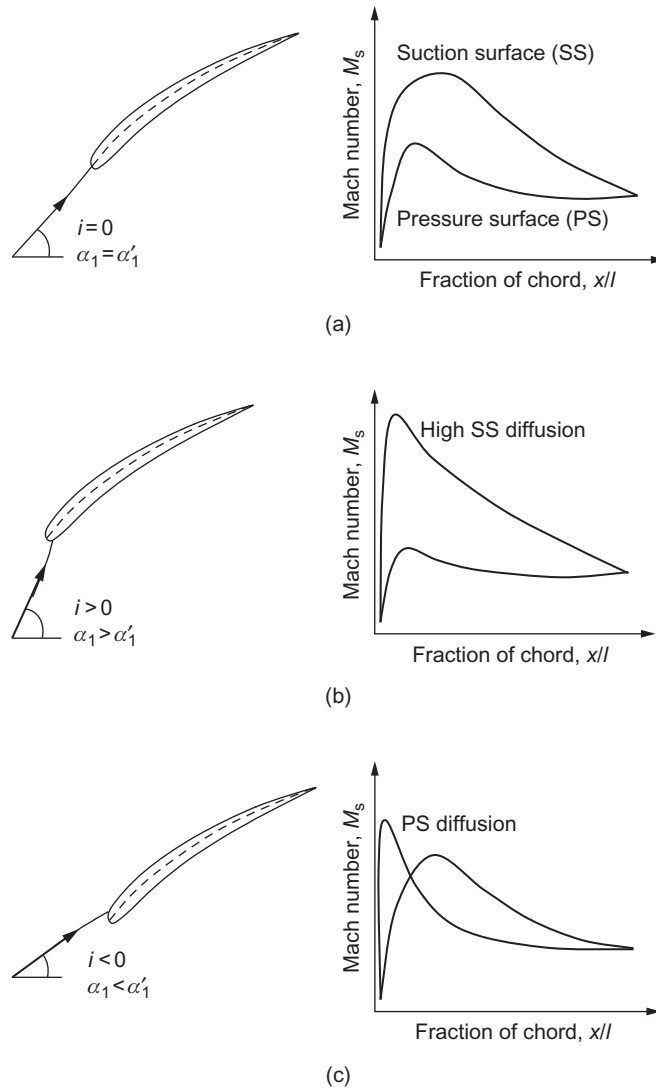 Suction surface (SS)
Mach number, Mₛ
i = 0
α₁ = α′₁
Pressure surface (PS)
Fraction of chord, x/l
(a)
High SS diffusion
Mach number, Mₛ
i > 0
α₁ > α′₁
Fraction of chord, x/l
(b)
PS diffusion
Mach number, Mₛ
i < 0
α₁ < α′₁
Fraction of chord, x/l
(c)